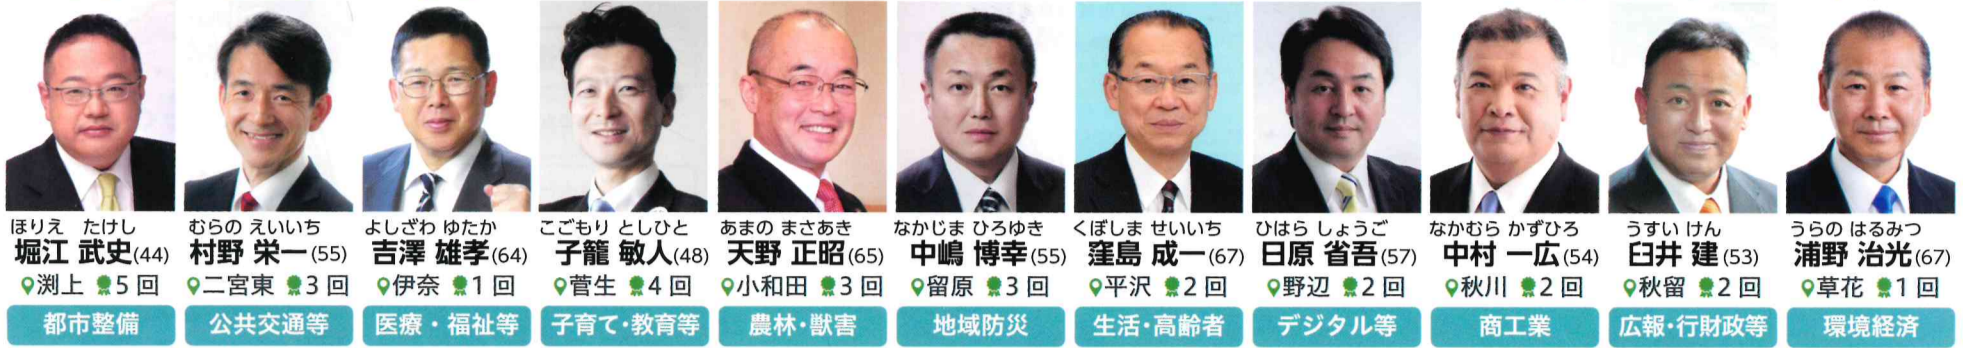 ほりえ たけし むらの えいいち よしざわ ゆたか こごもり としひと あまの まさあき なかじま ひろゆき くぼしま せいいち ひはら しょうご なかむら かずひろ うすい けん うらの はるみつ
堀江 武史(44) 村野 栄一(55) 吉澤 雄孝(64) 子籠 敏人(48) 天野 正昭(65) 中嶋 博幸(55) 窪島 成一(67) 日原 省吾(57) 中村 一広(54) 臼井 建(53) 浦野 治光(67)
渕上 5回 二宮東 3回 伊奈 1回 菅生 4回 小和田 3回 留原 3回 平沢 2回 野辺 2回 秋川 2回 秋留 2回 草花 1回
都市整備 公共交通等 医療・福祉等 子育て・教育等 農林・獣害 地域防災 生活・高齢者 デジタル等 商工業 広報・行財政等 環境経済